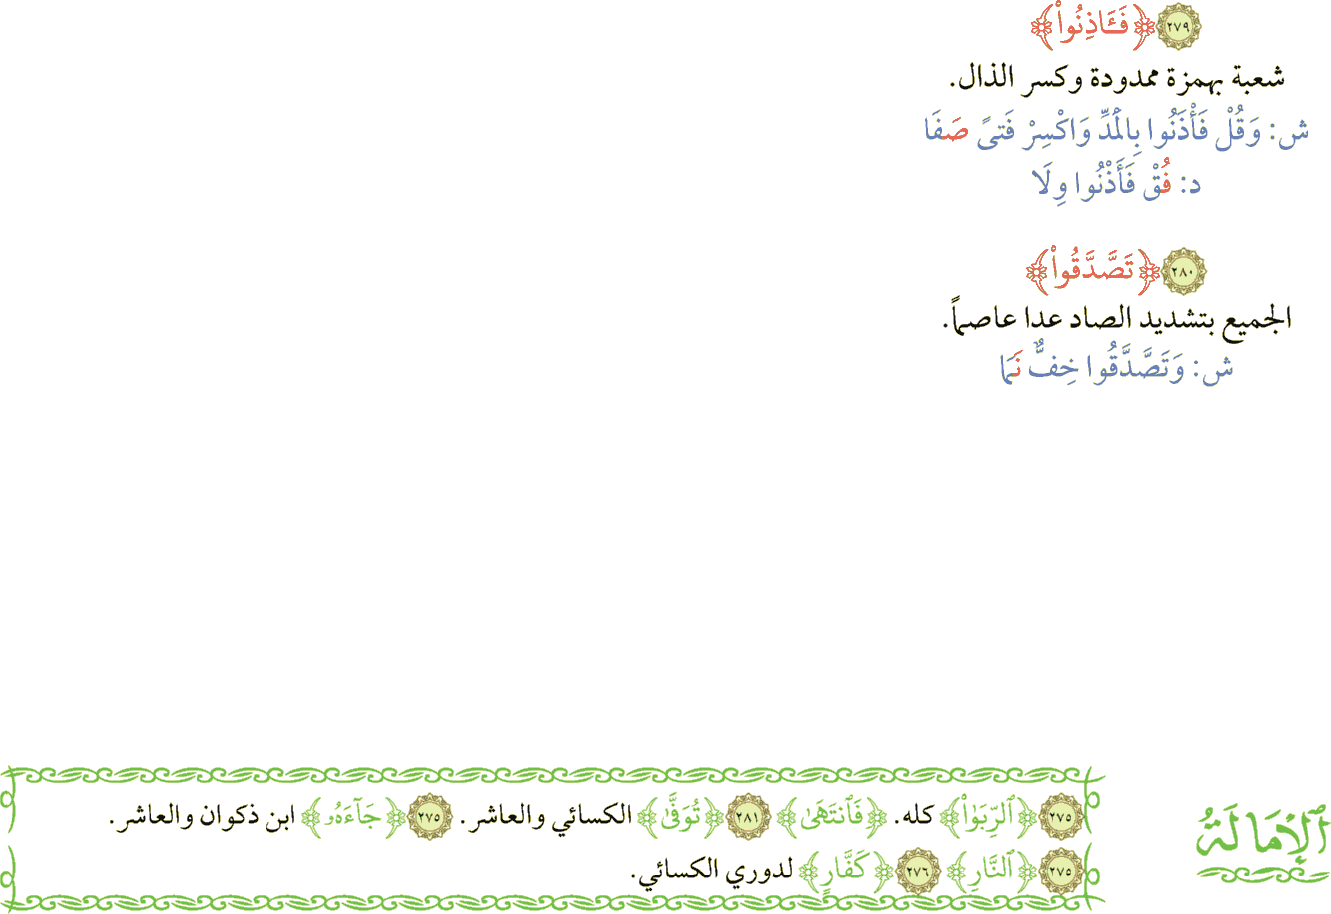 ٢٧٩ ﴿فَـَٔاذِنُوا۟﴾
شعبة بهمزة ممدودة وكسر الذال.
ش: وَقُلْ فَأْذَنُوا بِالْمَدِّ وَاكْسِرْ فَتىً صَفَا
د: فُقْ فَأْذَنُوا وِلَا
٢٨٠ ﴿تَصَّدَّقُوا۟﴾
الجميع بتشديد الصاد عدا عاصماً.
ش: وَتَصَّدَّقُوا خِفٌّ نَمَا
ٱلْإِمَالَةُ
٢٧٥ ﴿ٱلرِّبَوٰا۟﴾ كله. ﴿فَٱنتَهَىٰ﴾ ٢٨١ ﴿تُوَفَّىٰ﴾ الكسائي والعاشر. ٢٧٥ ﴿جَآءَهُۥ﴾ ابن ذكوان والعاشر.
٢٧٥ ﴿ٱلنَّارِ﴾ ٢٧٦ ﴿كَفَّارٍ﴾ لدوري الكسائي.